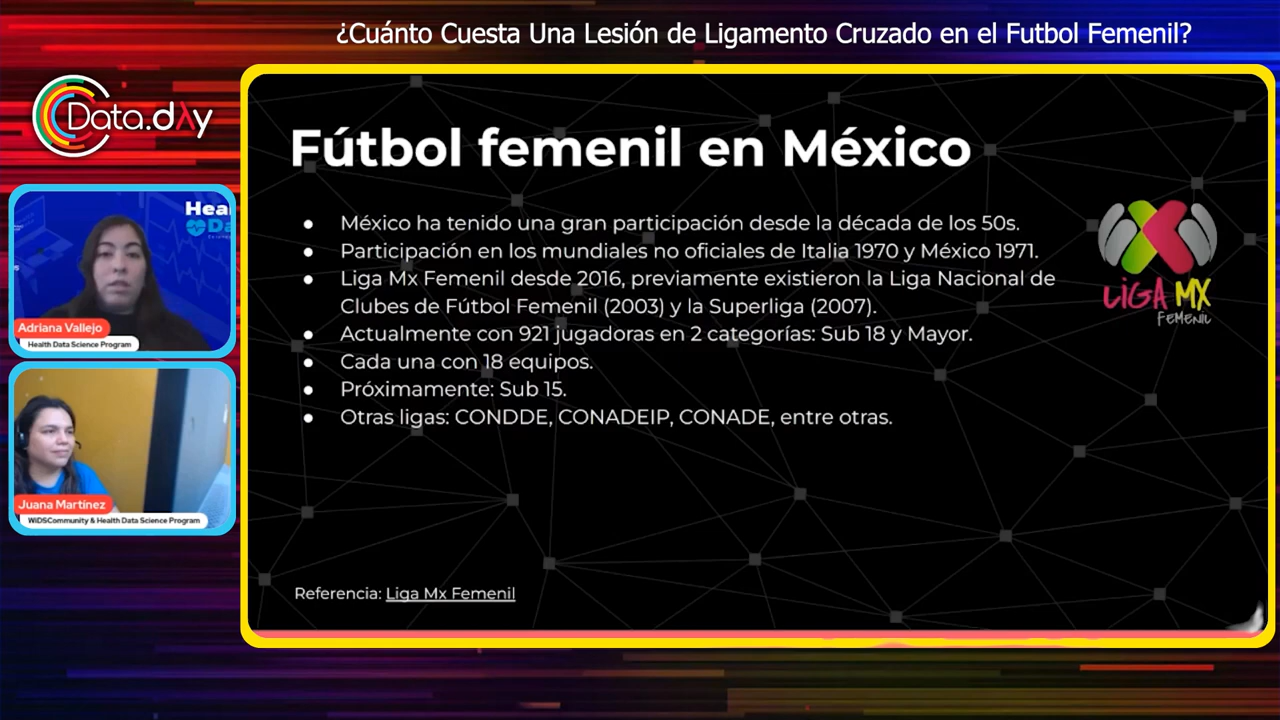 ¿Cuánto Cuesta Una Lesión de Ligamento Cruzado en el Futbol Femenil?
Data.dAy
Adriana Vallejo
Health Data Science Program
Juana Martínez
WiDSCommunity & Health Data Science Program
Fútbol femenil en México
● México ha tenido una gran participación desde la década de los 50s.
● Participación en los mundiales no oficiales de Italia 1970 y México 1971.
● Liga Mx Femenil desde 2016, previamente existieron la Liga Nacional de
Clubes de Fútbol Femenil (2003) y la Superliga (2007).
● Actualmente con 921 jugadoras en 2 categorías: Sub 18 y Mayor.
● Cada una con 18 equipos.
● Próximamente: Sub 15.
● Otras ligas: CONDDE, CONADEIP, CONADE, entre otras.
LIGA MX
FEMENIL
Referencia: Liga Mx Femenil